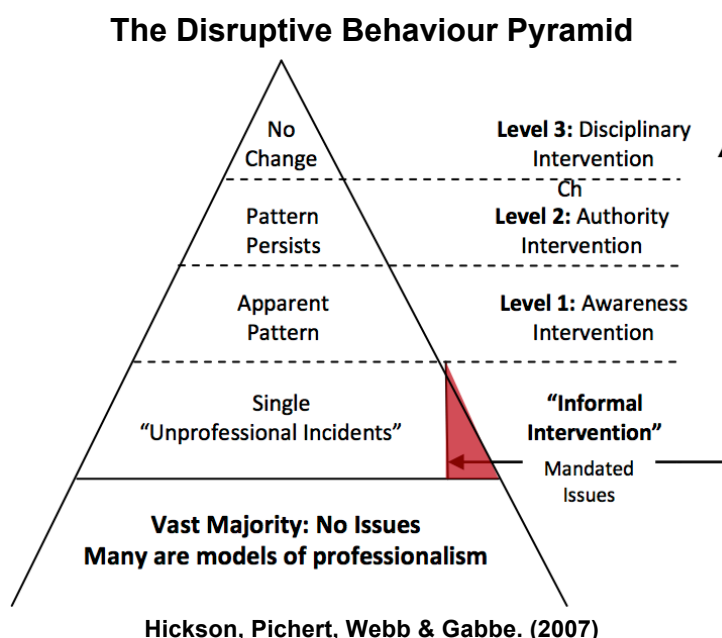 The Disruptive Behaviour Pyramid
No
Change
Level 3: Disciplinary
Intervention
Ch
Pattern
Persists
Level 2: Authority
Intervention
Apparent
Pattern
Level 1: Awareness
Intervention
Single
“Unprofessional Incidents”
“Informal
Intervention”
Mandated
Issues
Vast Majority: No Issues
Many are models of professionalism
Hickson, Pichert, Webb & Gabbe. (2007)